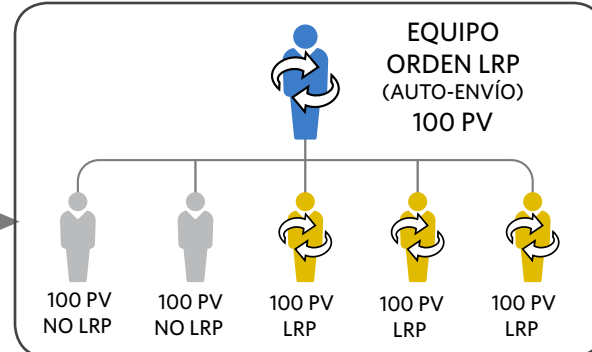 EQUIPO
ORDEN LRP
(AUTO-ENVÍO)
100 PV
100 PV
NO LRP
100 PV
NO LRP
100 PV
LRP
100 PV
LRP
100 PV
LRP